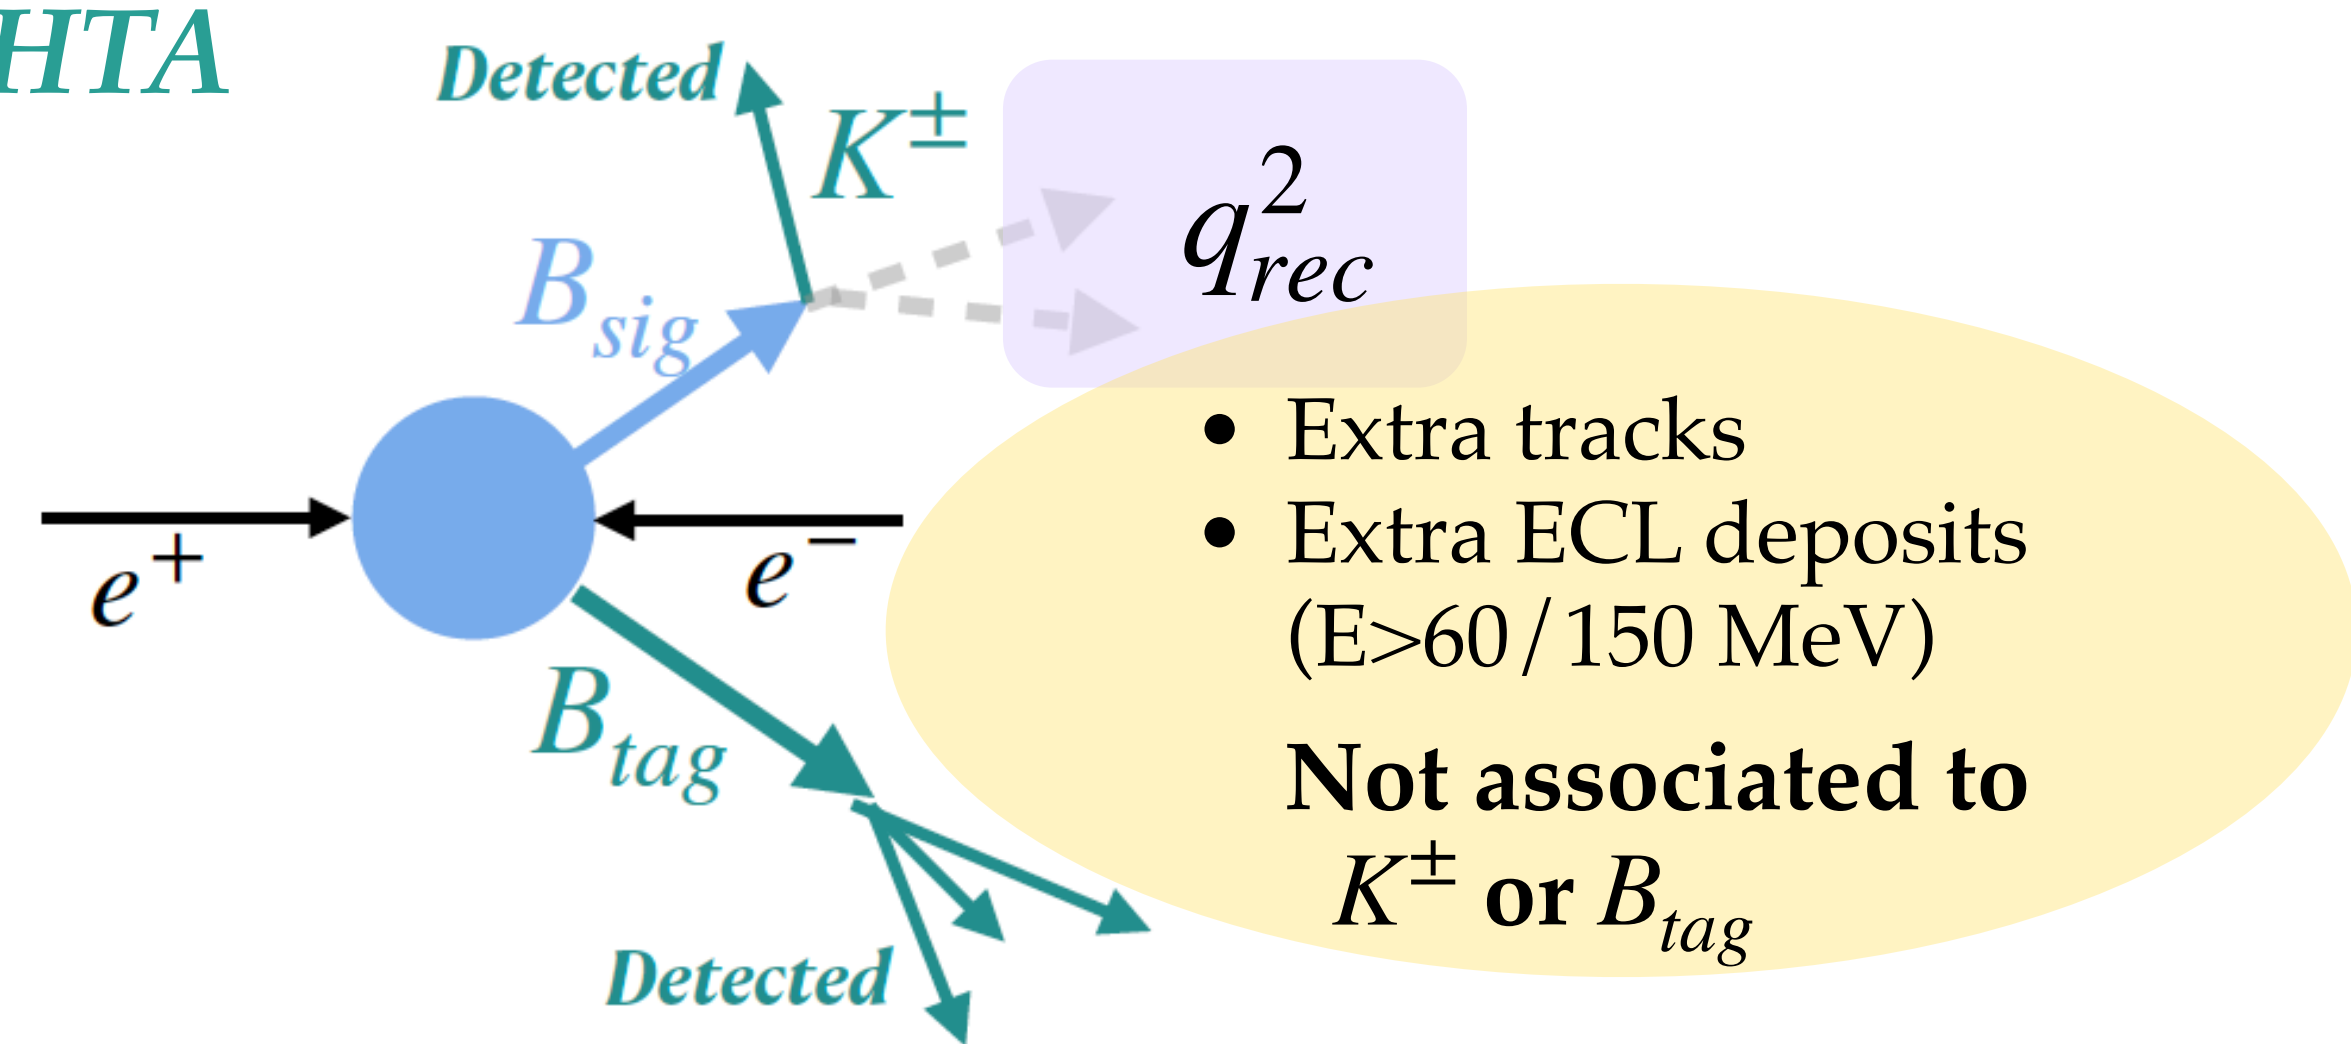 HTA
Detected
K±
q²rec
Bsig
e+
e−
Btag
Detected
• Extra tracks
• Extra ECL deposits
(E>60/150 MeV)
Not associated to
K± or Btag